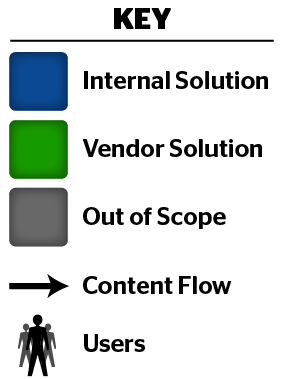 KEY
Internal Solution
Vendor Solution
Out of Scope
Content Flow
Users